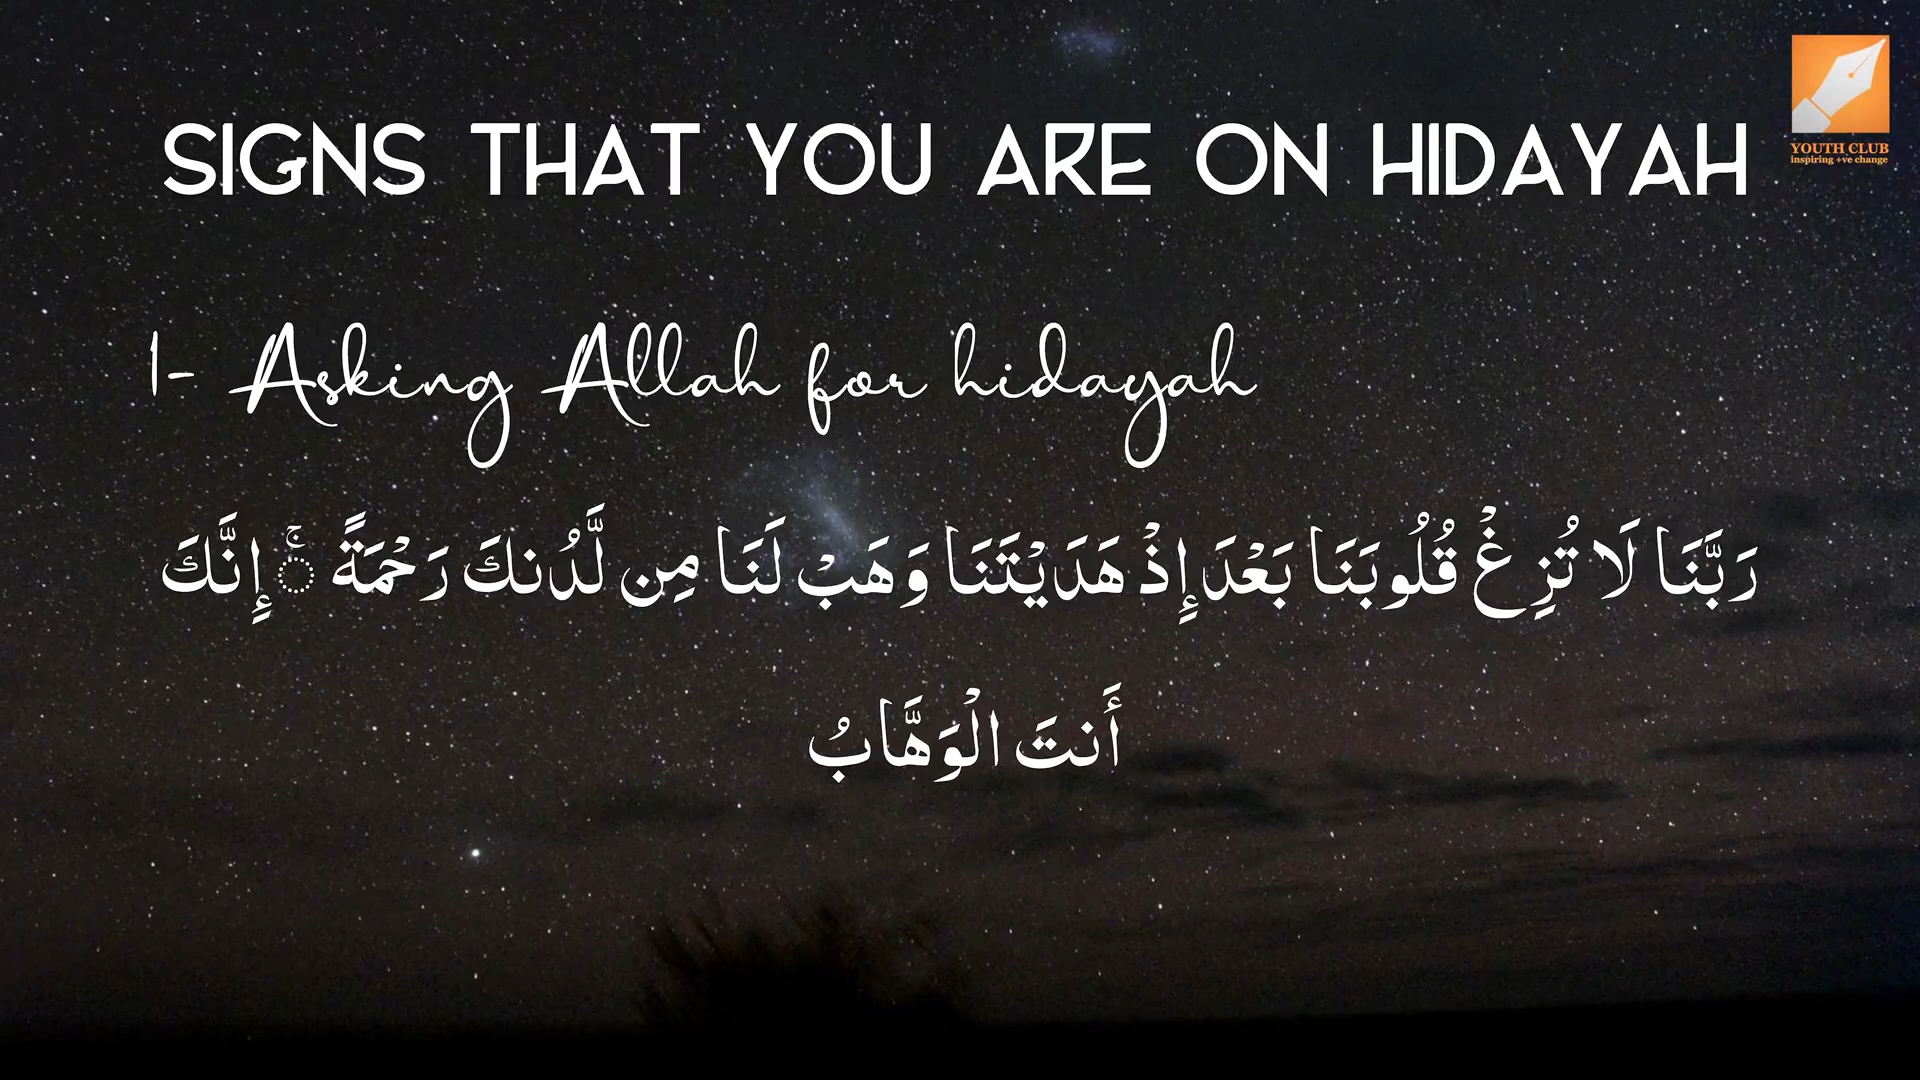 SIGNS THAT YOU ARE ON HIDAYAH
YOUTH CLUB
inspiring +ve change
1- Asking Allah for hidayah
رَبَّنَا لَا تُزِغْ قُلُوبَنَا بَعْدَ إِذْ هَدَيْتَنَا وَهَبْ لَنَا مِن لَّدُنكَ رَحْمَةً ۚ إِنَّكَ
أَنتَ الْوَهَّابُ